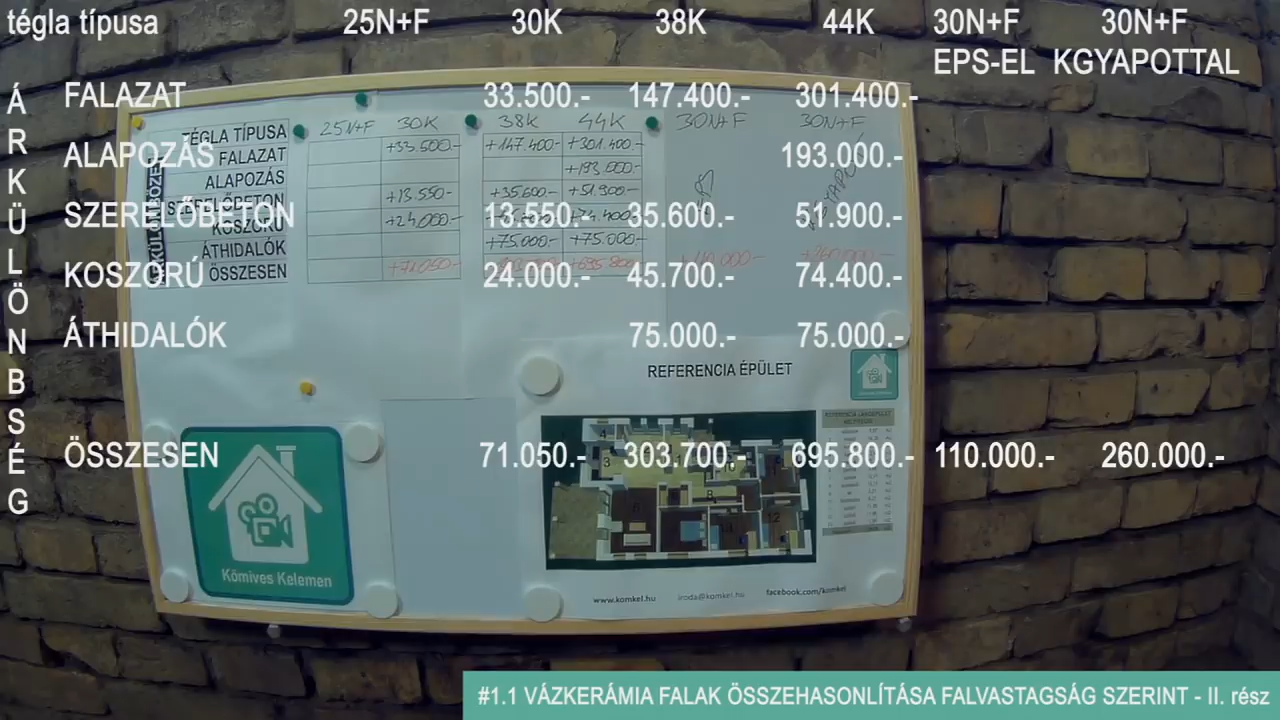 tégla típusa 25N+F 30K 38K 44K 30N+F 30N+F
EPS-EL KGYAPOTTAL
ÁRKÜLÖNBSÉG
FALAZAT 33.500.- 147.400.- 301.400.-
ALAPOZÁS 193.000.-
SZERELŐBETON 13.550.- 35.600.- 51.900.-
KOSZORÚ 24.000.- 45.700.- 74.400.-
ÁTHIDALÓK 75.000.- 75.000.-
ÖSSZESEN 71.050.- 303.700.- 695.800.- 110.000.- 260.000.-
TÉGLA TÍPUSA 25N+F 30K 38K 44K 30N+F 30N+F
FALAZAT +33.500.- +147.400- +301.400-
ALAPOZÁS +193.000-
+13.550- +35.600- +51.900-
KOSZORÚ +24.000.-
ÁTHIDALÓK +75.000- +75.000-
ÖSSZESEN +71.050-
REFERENCIA ÉPÜLET
Kőmives Kelemen
www.komkel.hu iroda@komkel.hu facebook.com/komkel
#1.1 VÁZKERÁMIA FALAK ÖSSZEHASONLÍTÁSA FALVASTAGSÁG SZERINT - II. rész